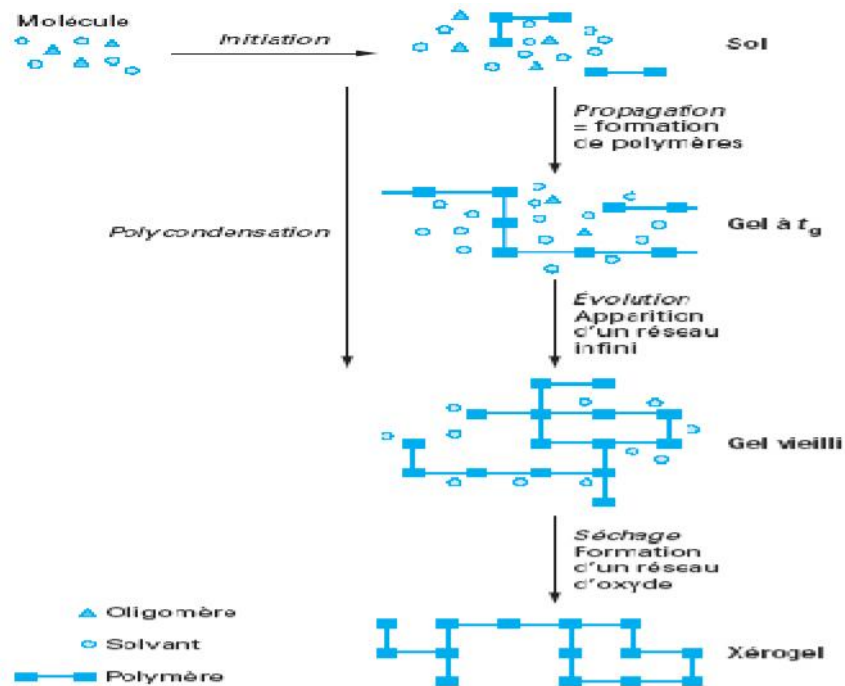 Molécule
Initiation
Sol
Propagation
= formation
de polymères
Polycondensation
Gel à tg
Évolution
Apparition
d'un réseau
infini
Gel vieilli
Séchage
Formation
d'un réseau
d'oxyde
Oligomère
Solvant
Polymère
Xérogel